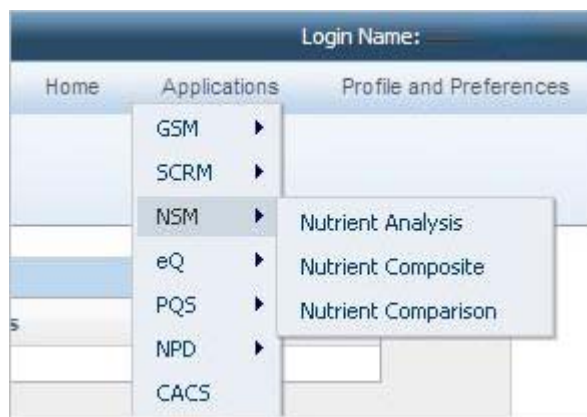 Login Name:
Home Applications Profile and Preferences
GSM
SCRM
NSM
Nutrient Analysis
eQ
Nutrient Composite
PQS
Nutrient Comparison
s
NPD
CACS